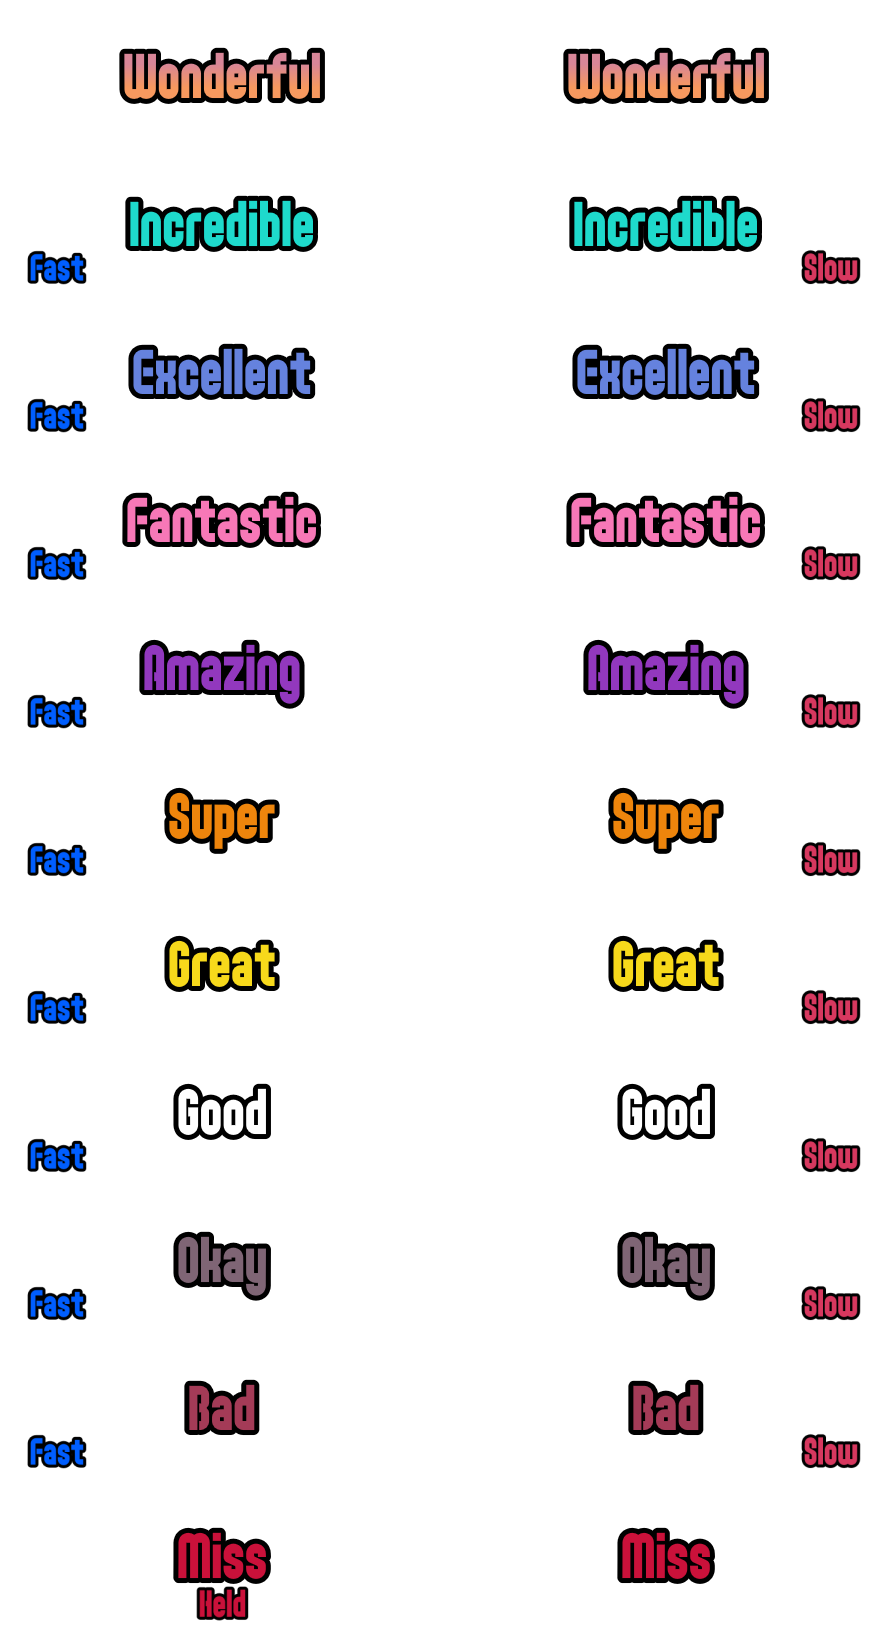 Wonderful Wonderful
Incredible Incredible
Fast Slow
Excellent Excellent
Fast Slow
Fantastic Fantastic
Fast Slow
Amazing Amazing
Fast Slow
Super Super
Fast Slow
Great Great
Fast Slow
Good Good
Fast Slow
Okay Okay
Fast Slow
Bad Bad
Fast Slow
Miss Miss
Held